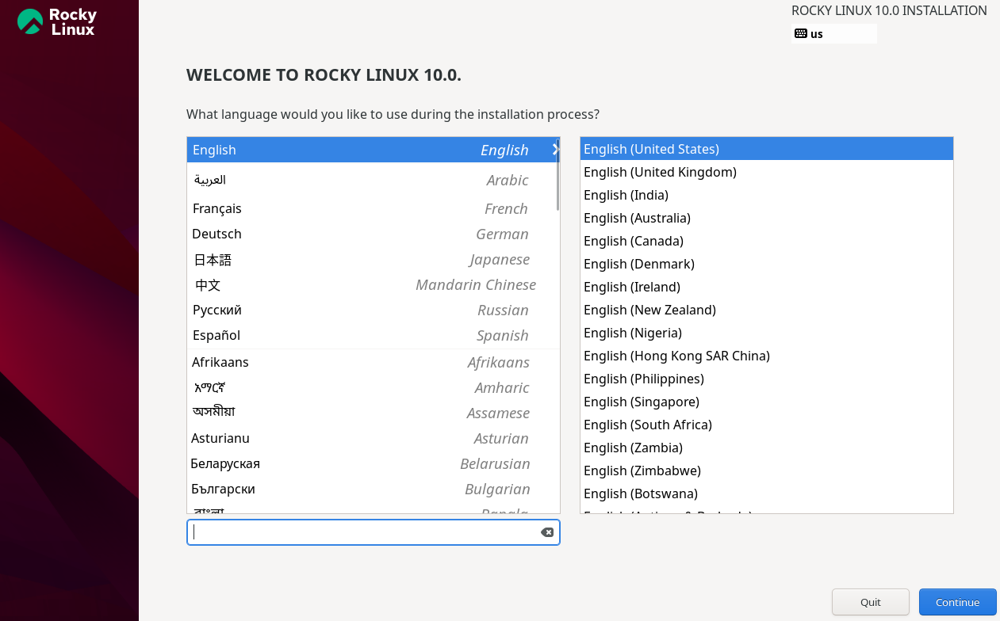 Rocky
Linux
ROCKY LINUX 10.0 INSTALLATION
us
WELCOME TO ROCKY LINUX 10.0.
What language would you like to use during the installation process?
English English
العربية Arabic
Français French
Deutsch German
日本語 Japanese
中文 Mandarin Chinese
Русский Russian
Español Spanish
Afrikaans Afrikaans
አማርኛ Amharic
অসমীয়া Assamese
Asturianu Asturian
Беларуская Belarusian
Български Bulgarian
বাংলা Bangla
English (United States)
English (United Kingdom)
English (India)
English (Australia)
English (Canada)
English (Denmark)
English (Ireland)
English (New Zealand)
English (Nigeria)
English (Hong Kong SAR China)
English (Philippines)
English (Singapore)
English (South Africa)
English (Zambia)
English (Zimbabwe)
English (Botswana)
Quit
Continue